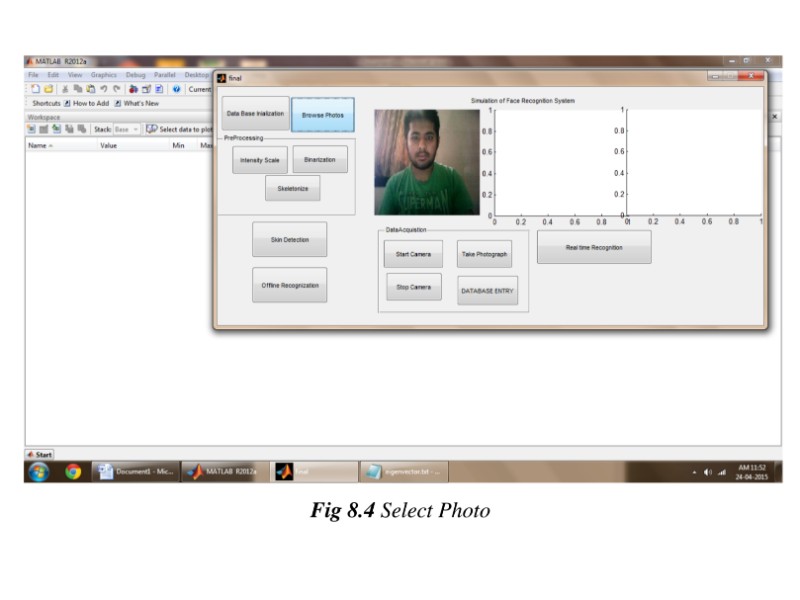 MATLAB R2012a
File Edit View Graphics Debug Parallel Desktop
Current
Shortcuts How to Add What's New
Workspace
Stack: Base Select data to plot
Name Value Min Max
final
Data Base Inialization
Browse Photos
Simulation of Face Recognition System
PreProcessing
Intensity Scale
Binarization
Skeletonize
SUPERMAN
1
0.8
0.6
0.4
0.2
0
0 0.2 0.4 0.6 0.8 1
1
0.8
0.6
0.4
0.2
0
0 0.2 0.4 0.6 0.8 1
Skin Detection
Offline Recognization
DataAcquistion
Start Camera
Take Photograph
Stop Camera
DATABASE ENTRY
Real time Recognition
Start
Document1 - Mic...
MATLAB R2012a
final
eigenvector.txt - ...
AM 11:52
24-04-2015
Fig 8.4 Select Photo